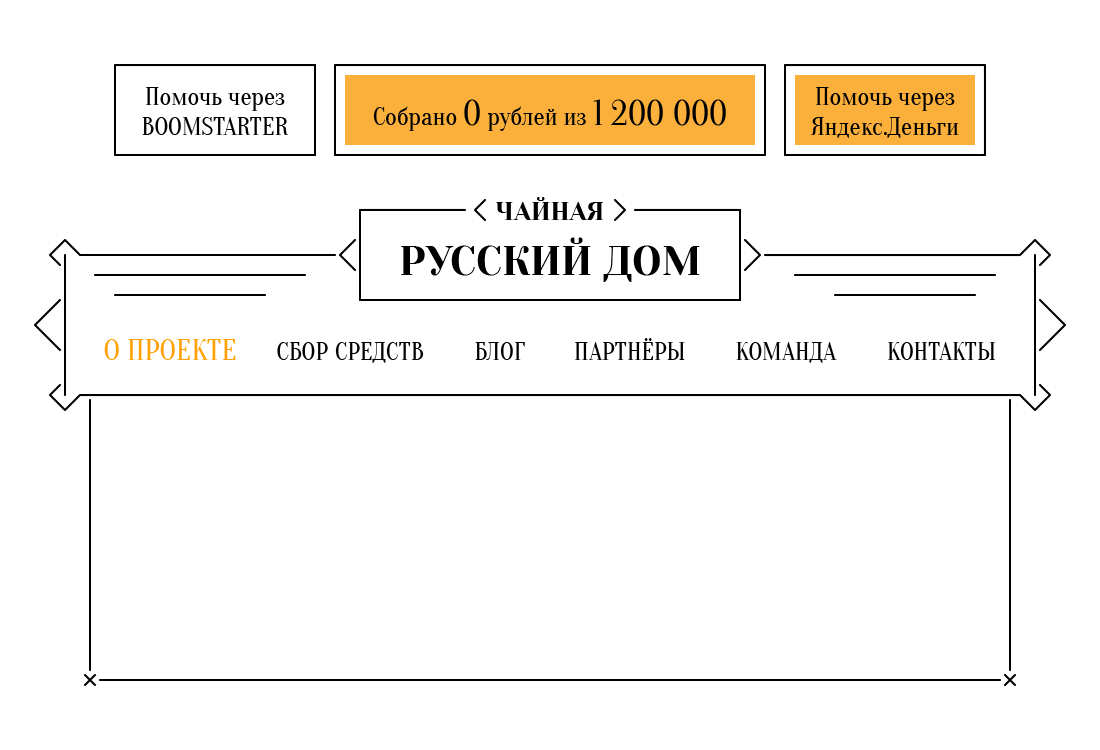 Помочь через
BOOMSTARTER
Собрано 0 рублей из 1 200 000
Помочь через
Яндекс.Деньги
ЧАЙНАЯ
РУССКИЙ ДОМ
О ПРОЕКТЕ СБОР СРЕДСТВ БЛОГ ПАРТНЁРЫ КОМАНДА КОНТАКТЫ